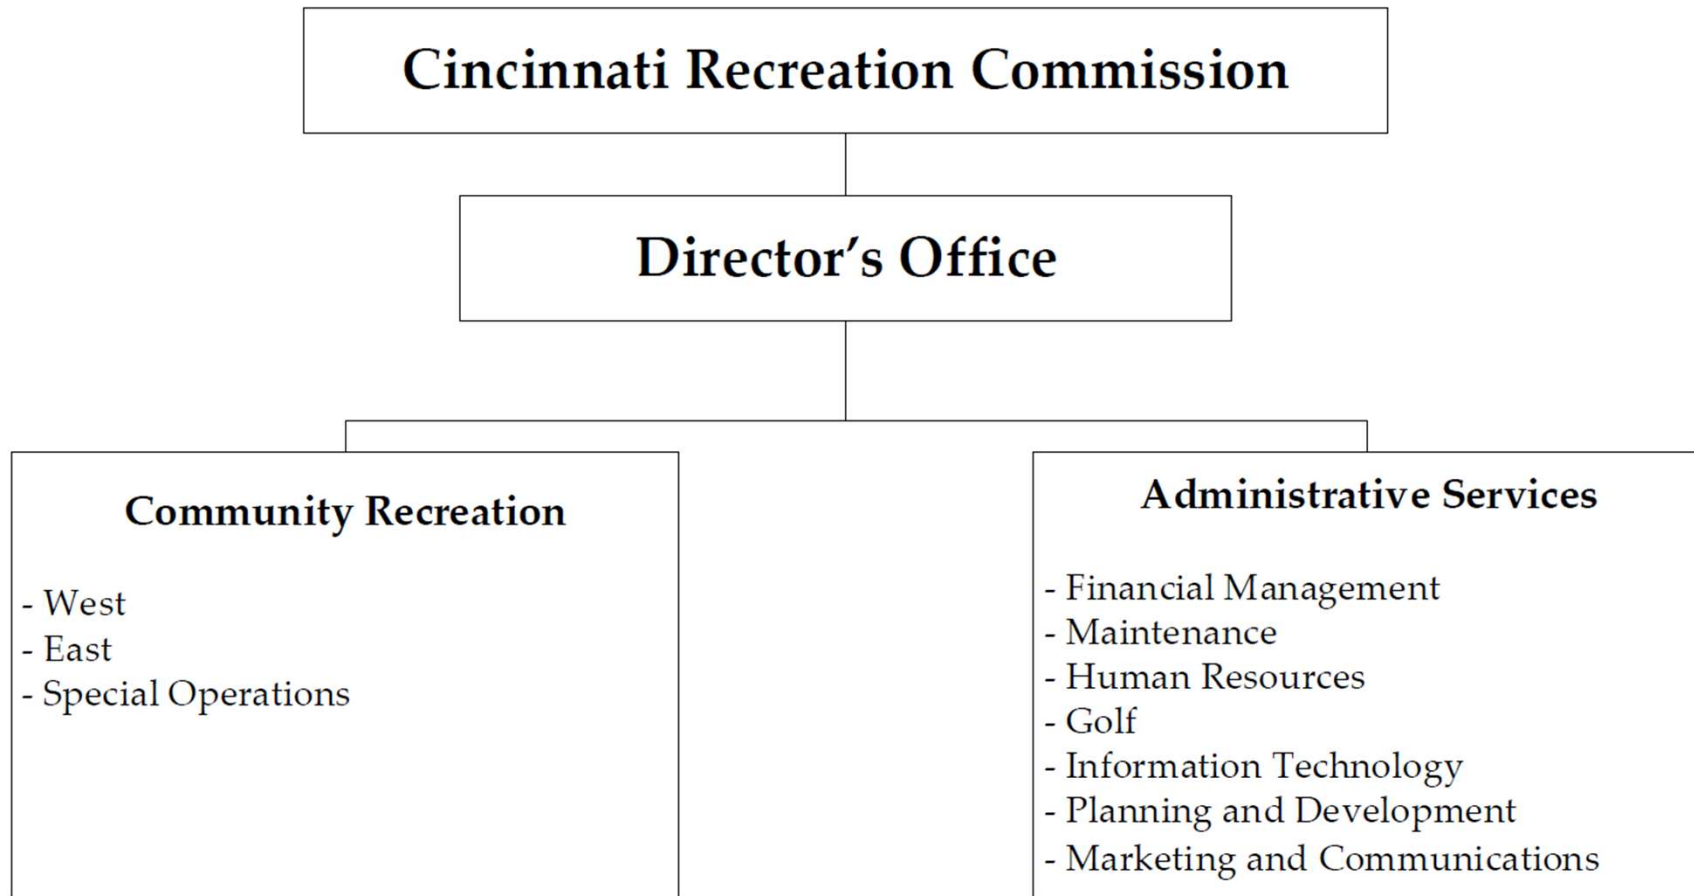 Cincinnati Recreation Commission
Director’s Office
Community Recreation
- West
- East
- Special Operations
Administrative Services
- Financial Management
- Maintenance
- Human Resources
- Golf
- Information Technology
- Planning and Development
- Marketing and Communications